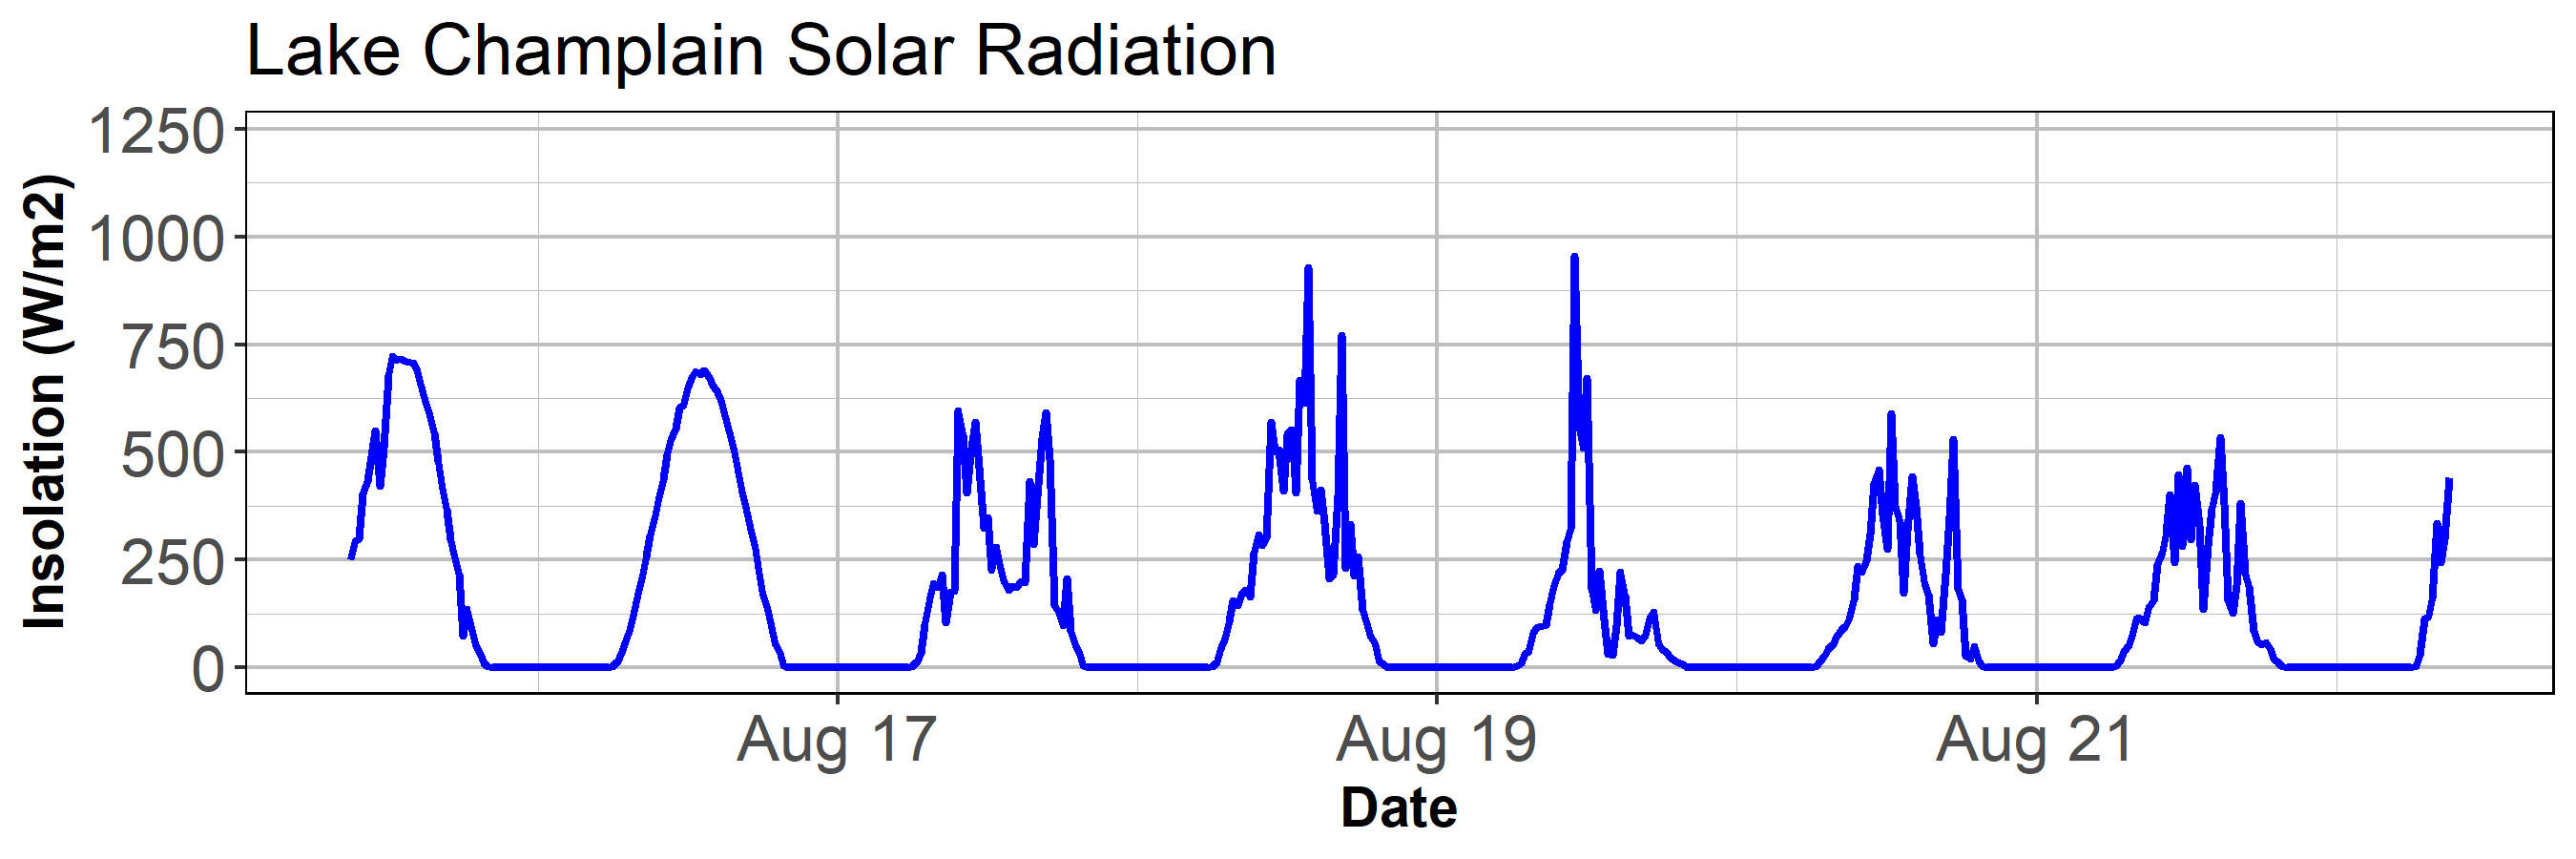 Lake Champlain Solar Radiation
Insolation (W/m2)
1250
1000
750
500
250
0
Aug 17 Aug 19 Aug 21
Date